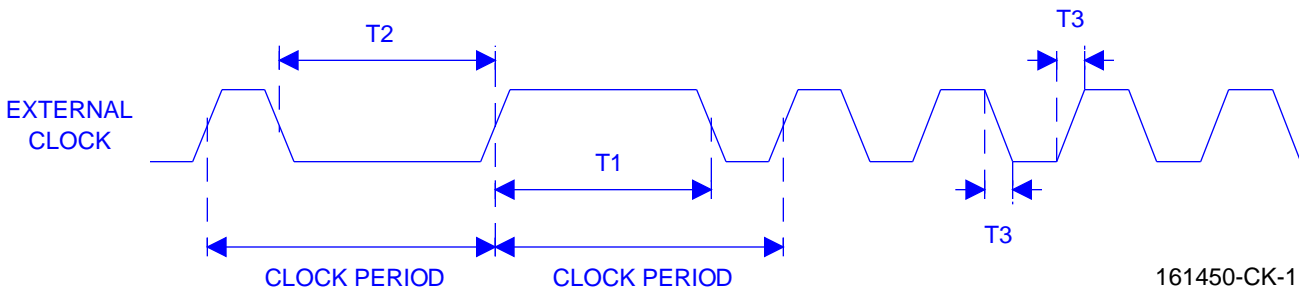 T2
T3
EXTERNAL
CLOCK
T1
T3
CLOCK PERIOD
CLOCK PERIOD
161450-CK-1